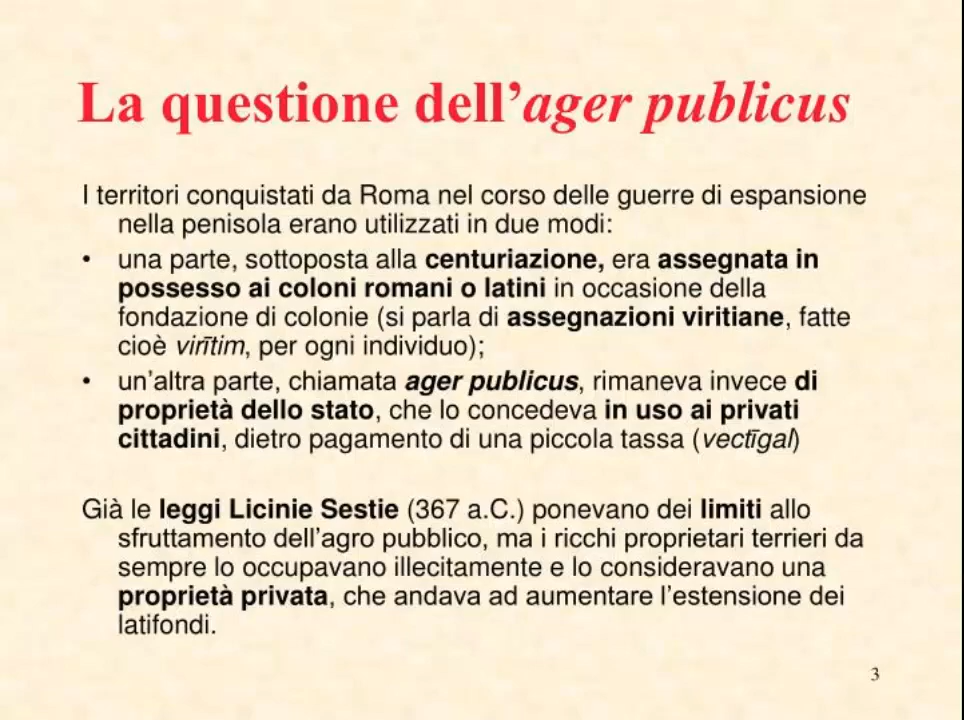 La questione dell’ager publicus
I territori conquistati da Roma nel corso delle guerre di espansione
nella penisola erano utilizzati in due modi:
• una parte, sottoposta alla centuriazione, era assegnata in
possesso ai coloni romani o latini in occasione della
fondazione di colonie (si parla di assegnazioni viritiane, fatte
cioè virītim, per ogni individuo);
• un’altra parte, chiamata ager publicus, rimaneva invece di
proprietà dello stato, che lo concedeva in uso ai privati
cittadini, dietro pagamento di una piccola tassa (vectīgal)
Già le leggi Licinie Sestie (367 a.C.) ponevano dei limiti allo
sfruttamento dell’agro pubblico, ma i ricchi proprietari terrieri da
sempre lo occupavano illecitamente e lo consideravano una
proprietà privata, che andava ad aumentare l’estensione dei
latifondi.
3